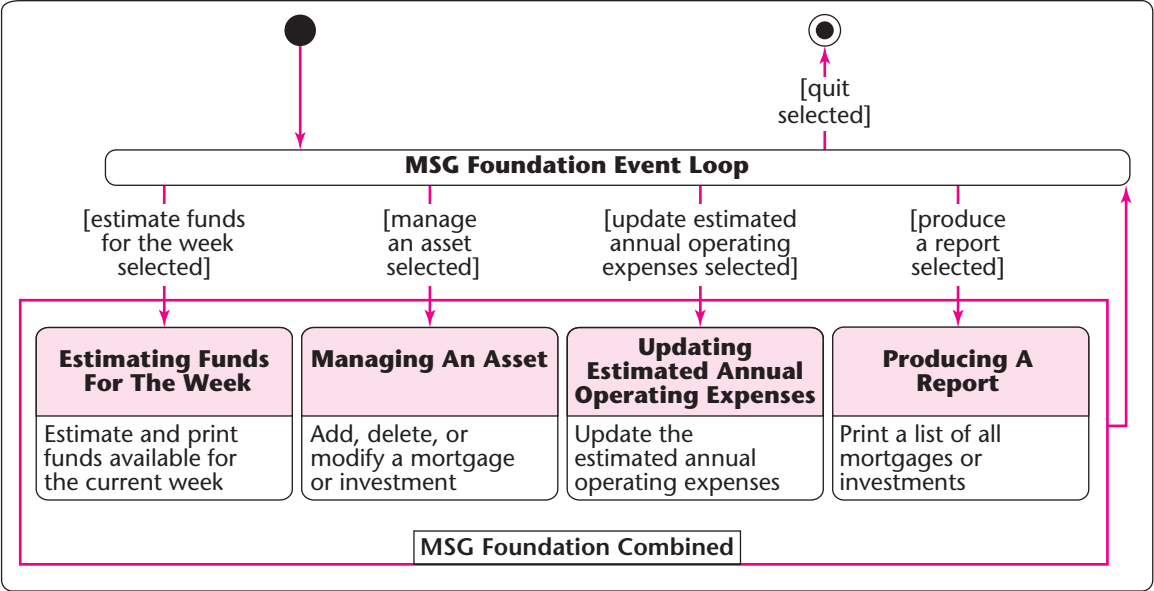 [quit
selected]
MSG Foundation Event Loop
[estimate funds
for the week
selected]
[manage
an asset
selected]
[update estimated
annual operating
expenses selected]
[produce
a report
selected]
Estimating Funds
For The Week
Estimate and print
funds available for
the current week
Managing An Asset
Add, delete, or
modify a mortgage
or investment
Updating
Estimated Annual
Operating Expenses
Update the
estimated annual
operating expenses
Producing A
Report
Print a list of all
mortgages or
investments
MSG Foundation Combined